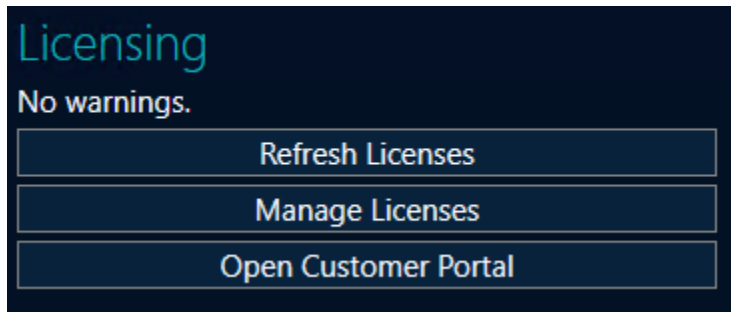 Licensing
No warnings.
Refresh Licenses
Manage Licenses
Open Customer Portal